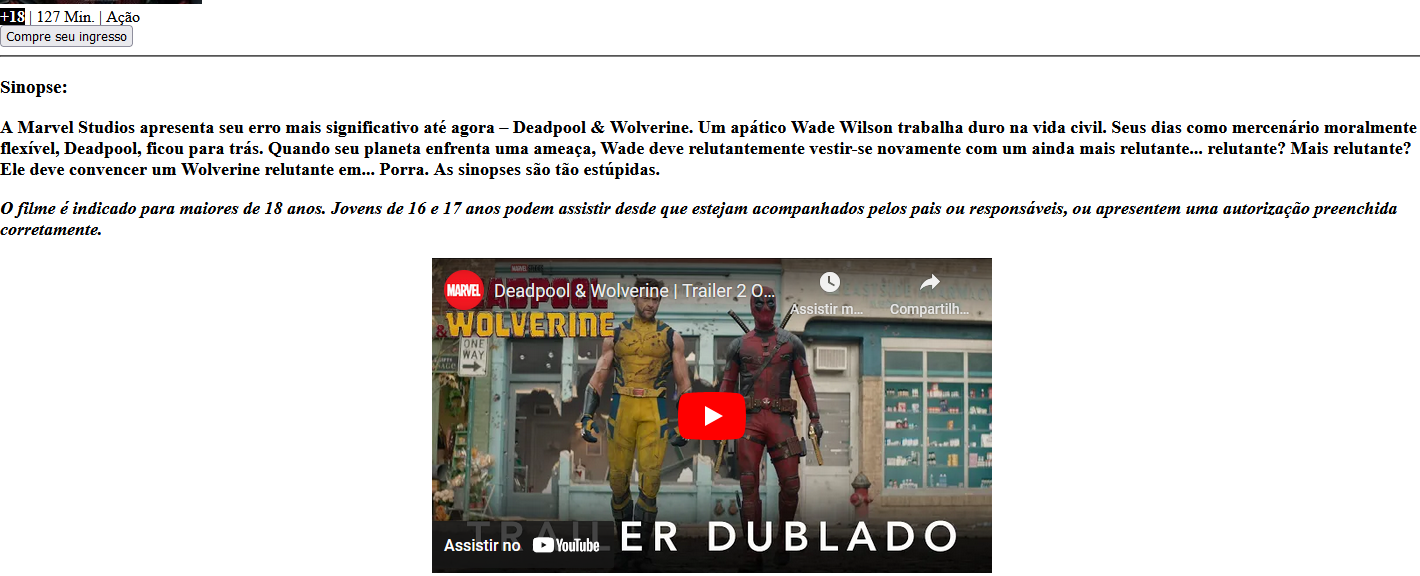 +18 | 127 Min. | Ação
Compre seu ingresso
Sinopse:
A Marvel Studios apresenta seu erro mais significativo até agora – Deadpool & Wolverine. Um apático Wade Wilson trabalha duro na vida civil. Seus dias como mercenário moralmente
flexível, Deadpool, ficou para trás. Quando seu planeta enfrenta uma ameaça, Wade deve relutantemente vestir-se novamente com um ainda mais relutante... relutante? Mais relutante?
Ele deve convencer um Wolverine relutante em... Porra. As sinopses são tão estúpidas.
O filme é indicado para maiores de 18 anos. Jovens de 16 e 17 anos podem assistir desde que estejam acompanhados pelos pais ou responsáveis, ou apresentem uma autorização preenchida
corretamente.
MARVEL
Deadpool & Wolverine | Trailer 2 O...
Assistir m...
Compartilh...
DEADPOOL
& WOLVERINE
ONE
WAY
TRAILER DUBLADO
Assistir no YouTube